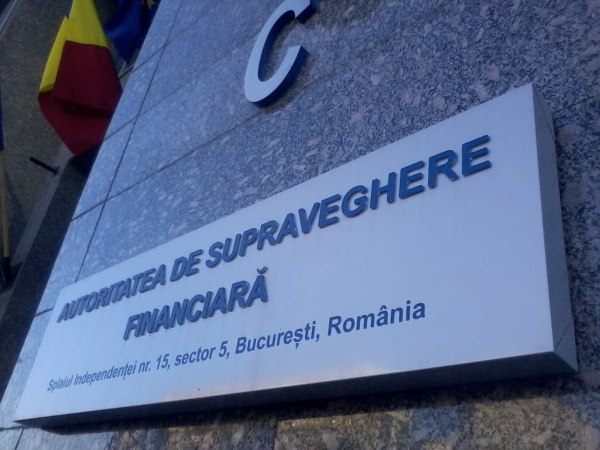 C
AUTORITATEA DE SUPRAVEGHERE
FINANCIARĂ
Splaiul Independenței nr. 15, sector 5, București, România